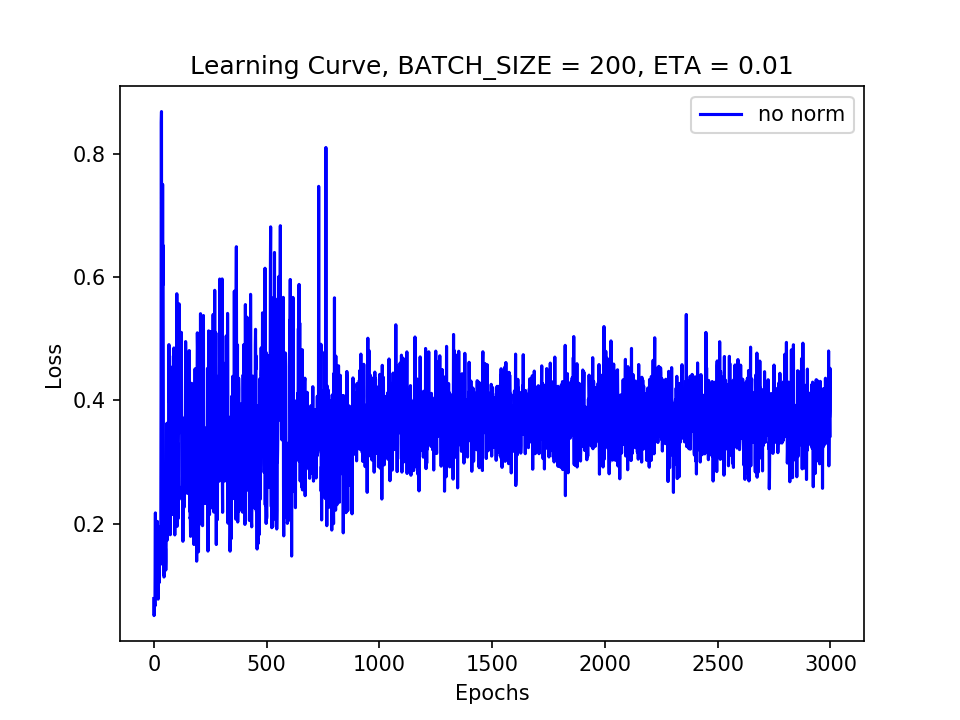 Learning Curve, BATCH_SIZE = 200, ETA = 0.01
no norm
Loss
0.8
0.6
0.4
0.2
0 500 1000 1500 2000 2500 3000
Epochs